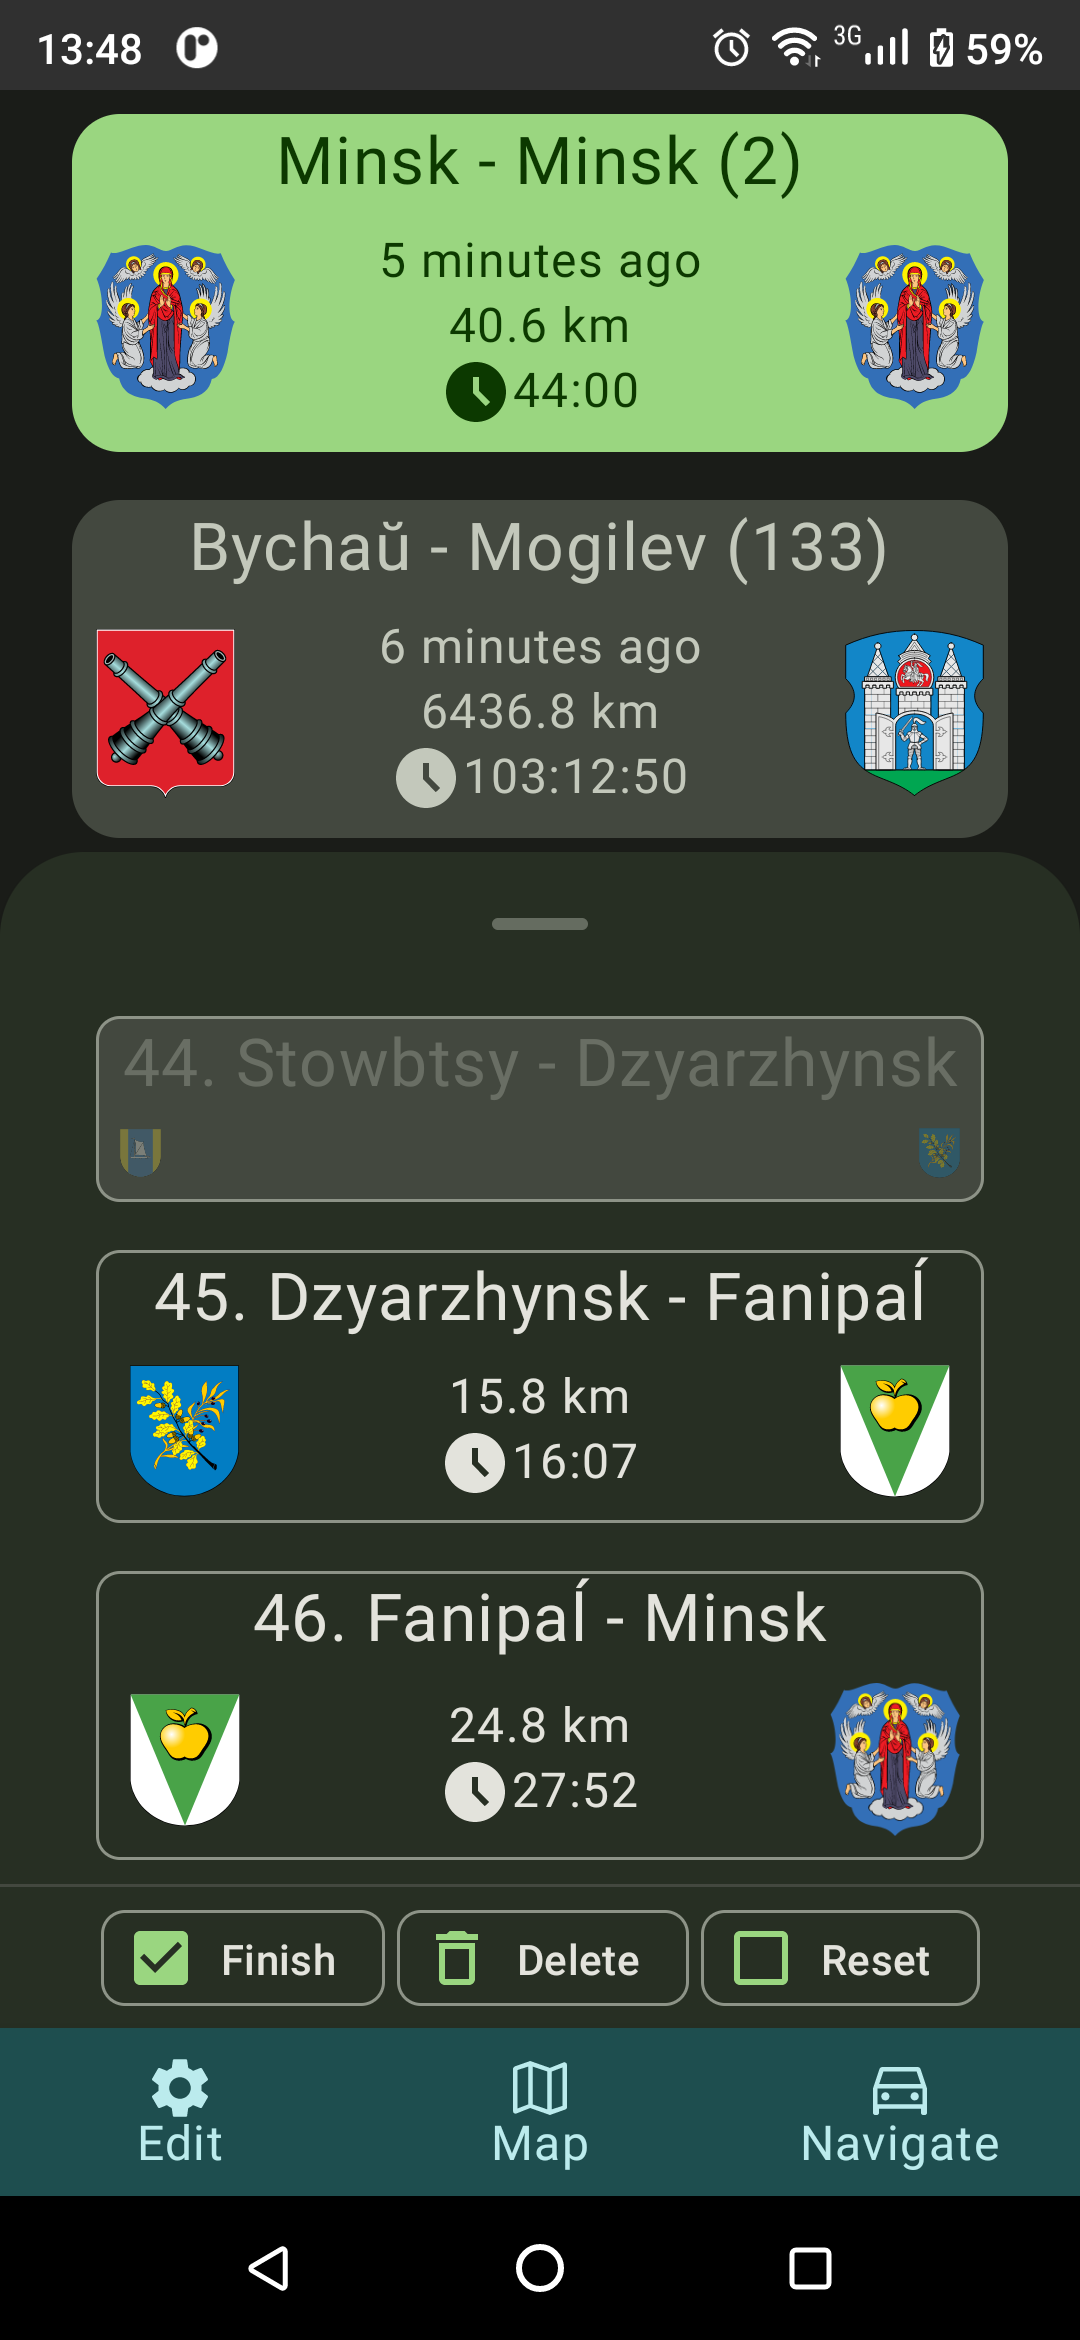 13:48
3G
59%
Minsk - Minsk (2)
5 minutes ago
40.6 km
44:00
Bychaŭ - Mogilev (133)
6 minutes ago
6436.8 km
103:12:50
44. Stowbtsy - Dzyarzhynsk
45. Dzyarzhynsk - Fanipaĺ
15.8 km
16:07
46. Fanipaĺ - Minsk
24.8 km
27:52
Finish
Delete
Reset
Edit
Map
Navigate